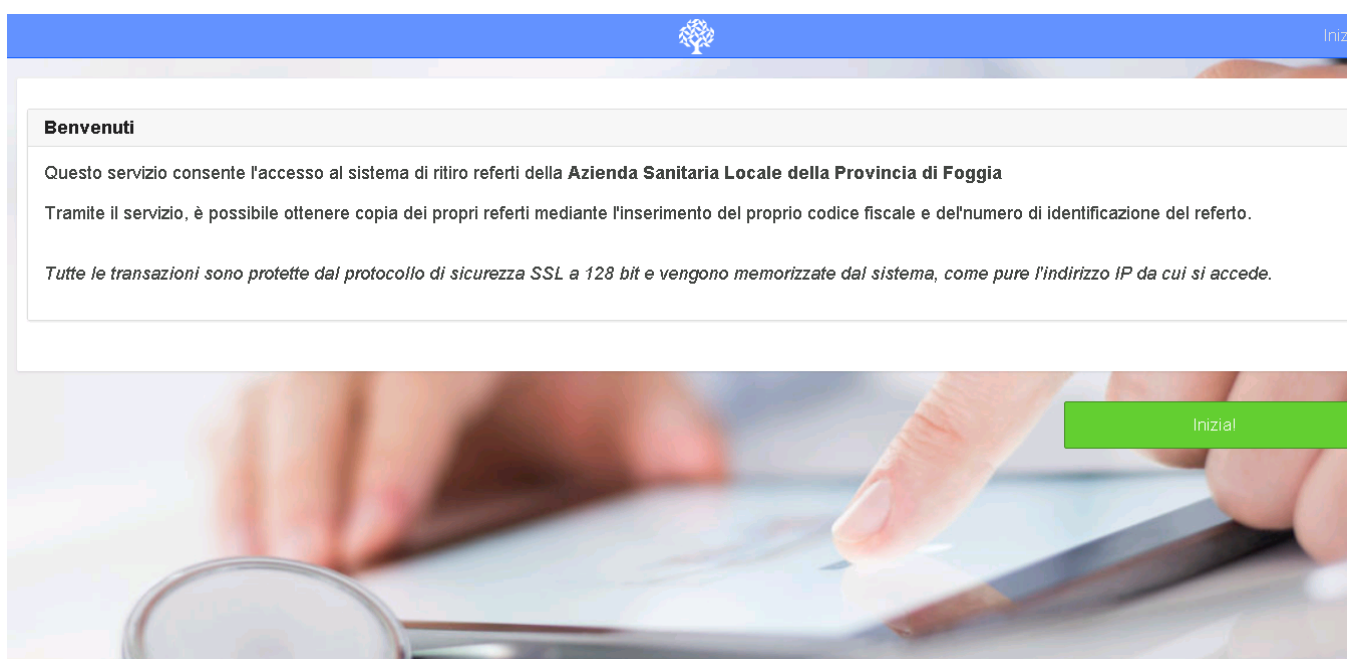 Iniz
Benvenuti
Questo servizio consente l'accesso al sistema di ritiro referti della Azienda Sanitaria Locale della Provincia di Foggia
Tramite il servizio, è possibile ottenere copia dei propri referti mediante l'inserimento del proprio codice fiscale e del'numero di identificazione del referto.
Tutte le transazioni sono protette dal protocollo di sicurezza SSL a 128 bit e vengono memorizzate dal sistema, come pure l'indirizzo IP da cui si accede.
Inizia!